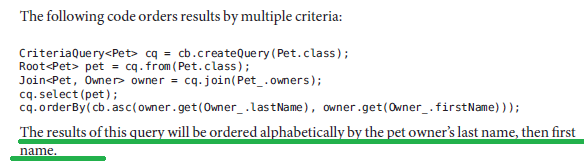 The following code orders results by multiple criteria:
CriteriaQuery<Pet> cq = cb.createQuery(Pet.class);
Root<Pet> pet = cq.from(Pet.class);
Join<Pet, Owner> owner = cq.join(Pet_.owners);
cq.select(pet);
cq.orderBy(cb.asc(owner.get(Owner_.lastName), owner.get(Owner_.firstName)));
The results of this query will be ordered alphabetically by the pet owner’s last name, then first
name.